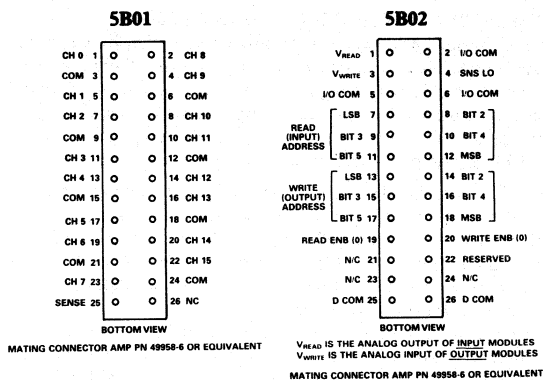 5B01
CH 0 1 2 CH 8
COM 3 4 CH 9
CH 1 5 6 COM
CH 2 7 8 CH 10
COM 9 10 CH 11
CH 3 11 12 COM
CH 4 13 14 CH 12
COM 15 16 CH 13
CH 5 17 18 COM
CH 6 19 20 CH 14
COM 21 22 CH 15
CH 7 23 24 COM
SENSE 25 26 NC
BOTTOM VIEW
MATING CONNECTOR AMP PN 49958-6 OR EQUIVALENT
5B02
VREAD 1 2 I/O COM
VWRITE 3 4 SNS LO
I/O COM 5 6 I/O COM
READ (INPUT) ADDRESS
LSB 7 8 BIT 2
BIT 3 9 10 BIT 4
BIT 5 11 12 MSB
WRITE (OUTPUT) ADDRESS
LSB 13 14 BIT 2
BIT 3 15 16 BIT 4
BIT 5 17 18 MSB
READ ENB (0) 19 20 WRITE ENB (0)
N/C 21 22 RESERVED
N/C 23 24 N/C
D COM 25 26 D COM
BOTTOM VIEW
VREAD IS THE ANALOG OUTPUT OF INPUT MODULES
VWRITE IS THE ANALOG INPUT OF OUTPUT MODULES
MATING CONNECTOR AMP PN 49958-6 OR EQUIVALENT